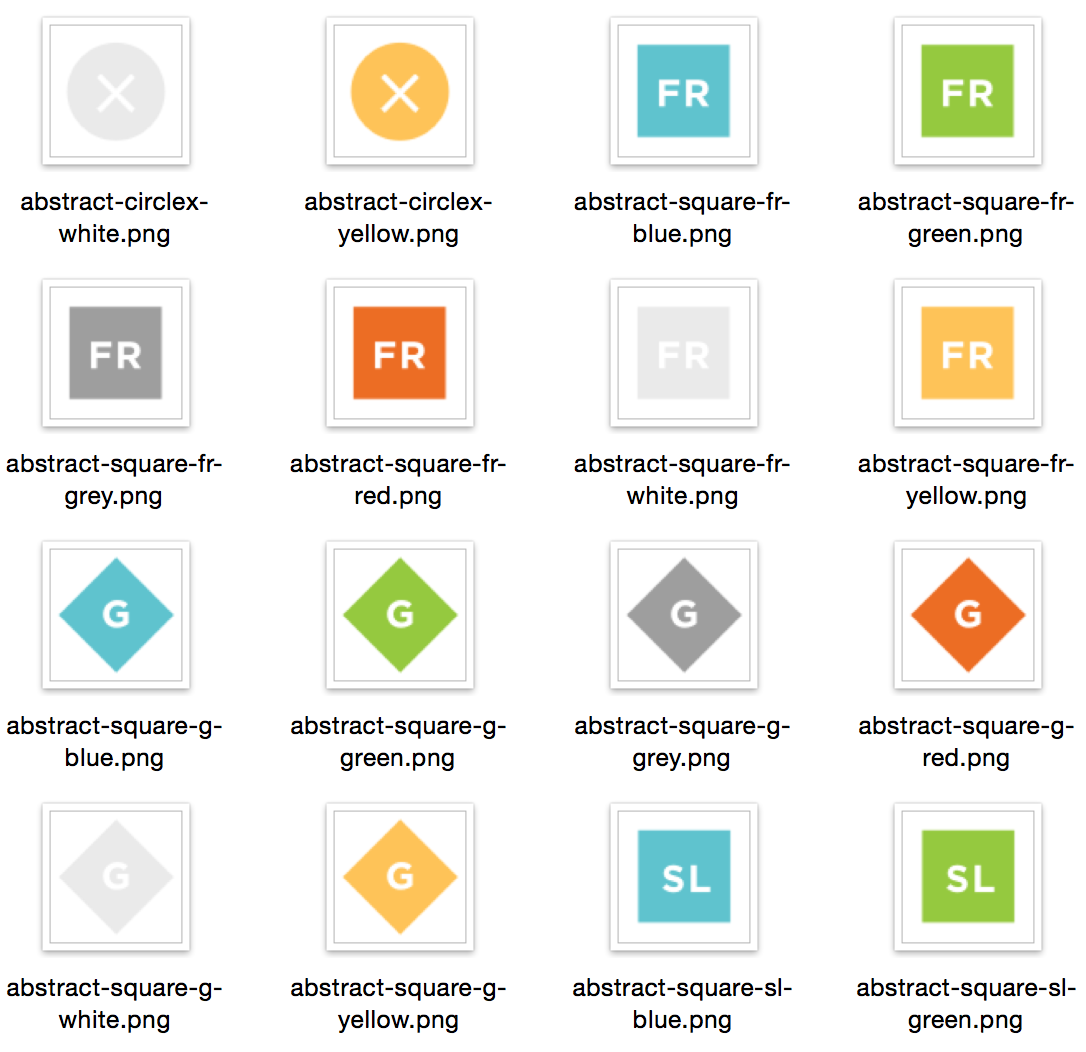 FR
FR
abstract-circlex-
white.png
abstract-circlex-
yellow.png
abstract-square-fr-
blue.png
abstract-square-fr-
green.png
FR
FR
FR
FR
abstract-square-fr-
grey.png
abstract-square-fr-
red.png
abstract-square-fr-
white.png
abstract-square-fr-
yellow.png
G
G
G
G
abstract-square-g-
blue.png
abstract-square-g-
green.png
abstract-square-g-
grey.png
abstract-square-g-
red.png
G
G
SL
SL
abstract-square-g-
white.png
abstract-square-g-
yellow.png
abstract-square-sl-
blue.png
abstract-square-sl-
green.png